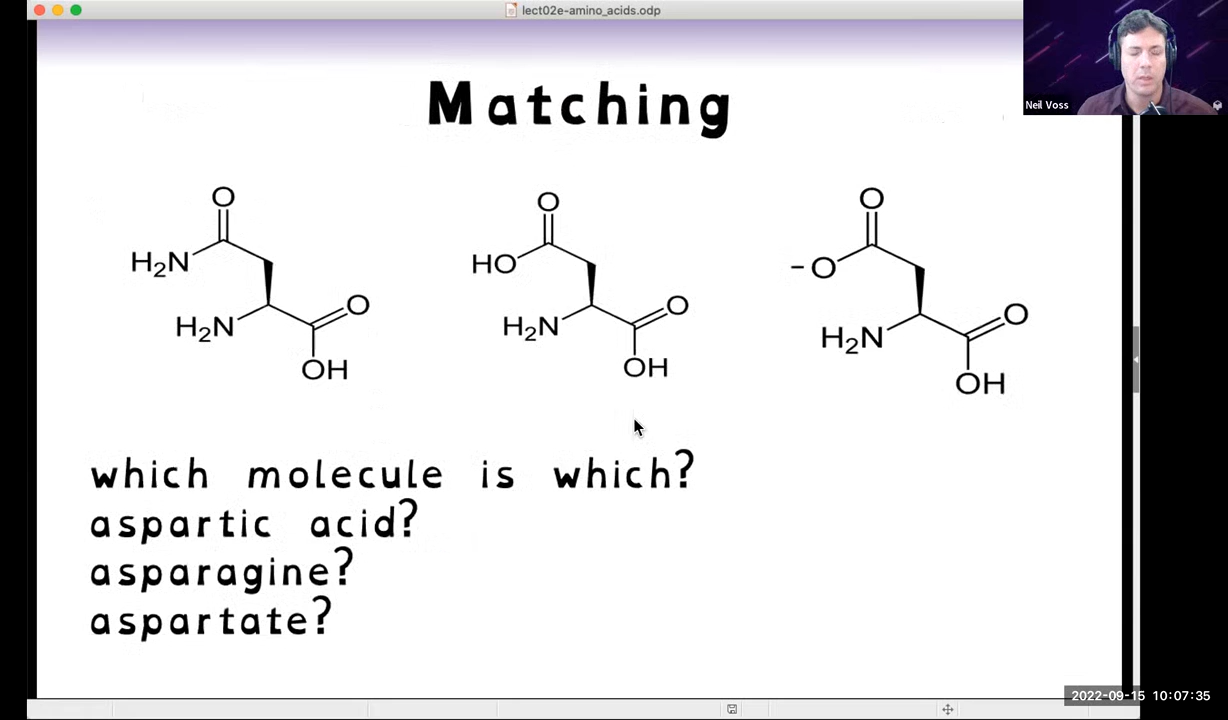 lect02e-amino_acids.odp
Neil Voss
Matching
O
H2N
H2N
O
OH
O
HO
H2N
O
OH
O
-O
H2N
O
OH
which molecule is which?
aspartic acid?
asparagine?
aspartate?
2022-09-15 10:07:35